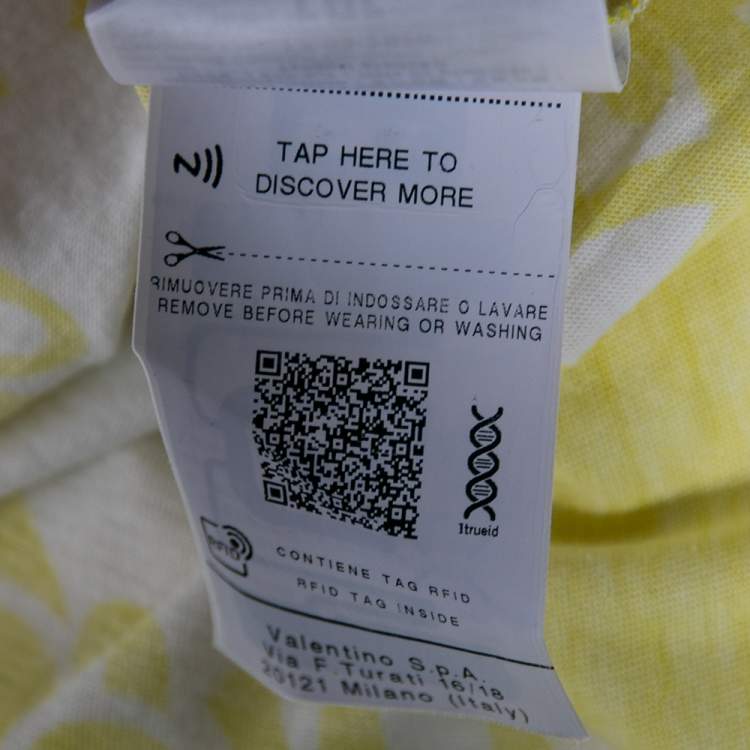 TAP HERE TO
DISCOVER MORE
RIMUOVERE PRIMA DI INDOSSARE O LAVARE
REMOVE BEFORE WEARING OR WASHING
1trueid
RFID
CONTIENE TAG RFID
RFID TAG INSIDE
Valentino S.p.A.
Via F.Turati 16/18
20121 Milano (Italy)